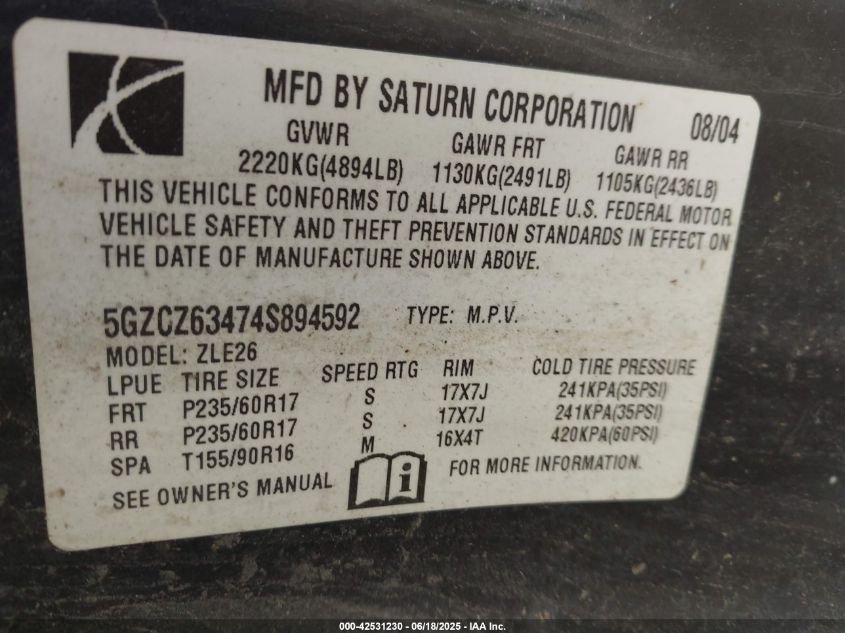 MFD BY SATURN CORPORATION 08/04
GVWR GAWR FRT GAWR RR
2220KG(4894LB) 1130KG(2491LB) 1105KG(2436LB)
THIS VEHICLE CONFORMS TO ALL APPLICABLE U.S. FEDERAL MOTOR
VEHICLE SAFETY AND THEFT PREVENTION STANDARDS IN EFFECT ON
THE DATE OF MANUFACTURE SHOWN ABOVE.
5GZCZ63474S894592 TYPE: M.P.V.
MODEL: ZLE26
LPUE TIRE SIZE SPEED RTG RIM COLD TIRE PRESSURE
FRT P235/60R17 S 17X7J 241KPA(35PSI)
RR P235/60R17 S 17X7J 241KPA(35PSI)
SPA T155/90R16 M 16X4T 420KPA(60PSI)
SEE OWNER'S MANUAL i FOR MORE INFORMATION.
000-42531230 - 06/18/2025 - IAA Inc.